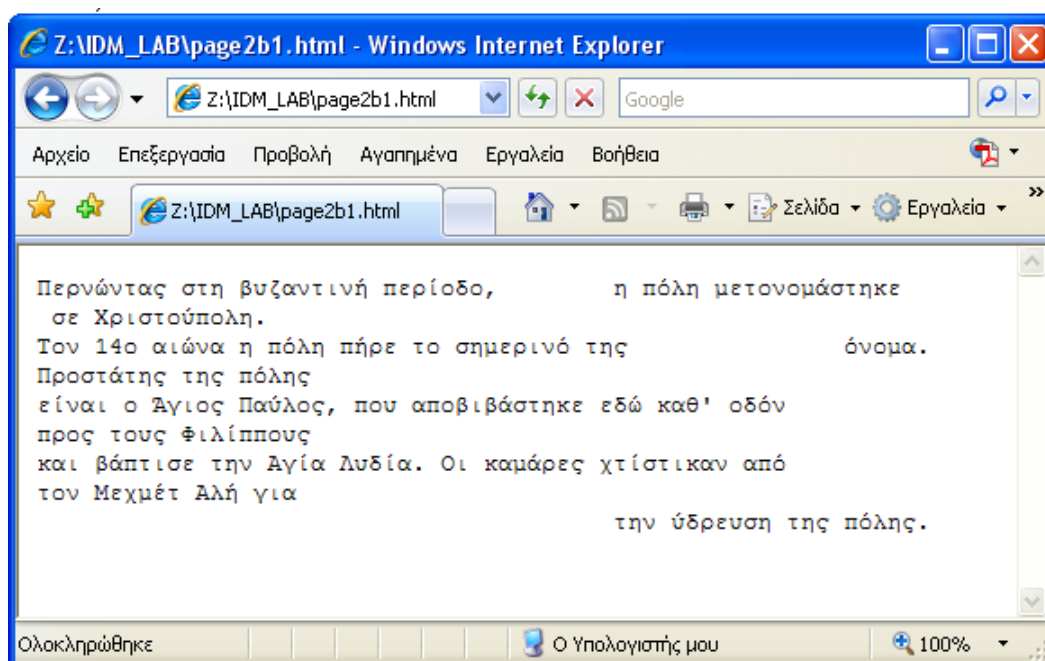 Z:\IDM_LAB\page2b1.html - Windows Internet Explorer
Z:\IDM_LAB\page2b1.html Google
Αρχείο Επεξεργασία Προβολή Αγαπημένα Εργαλεία Βοήθεια
Z:\IDM_LAB\page2b1.html Σελίδα Εργαλεία »
Περνώντας στη βυζαντινή περίοδο, η πόλη μετονομάστηκε
σε Χριστούπολη.
Τον 14ο αιώνα η πόλη πήρε το σημερινό της όνομα.
Προστάτης της πόλης
είναι ο Άγιος Παύλος, που αποβιβάστηκε εδώ καθ' οδόν
προς τους Φιλίππους
και βάπτισε την Αγία Λυδία. Οι καμάρες χτίστικαν από
τον Μεχμέτ Αλή για
την ύδρευση της πόλης.
Ολοκληρώθηκε Ο Υπολογιστής μου 100%